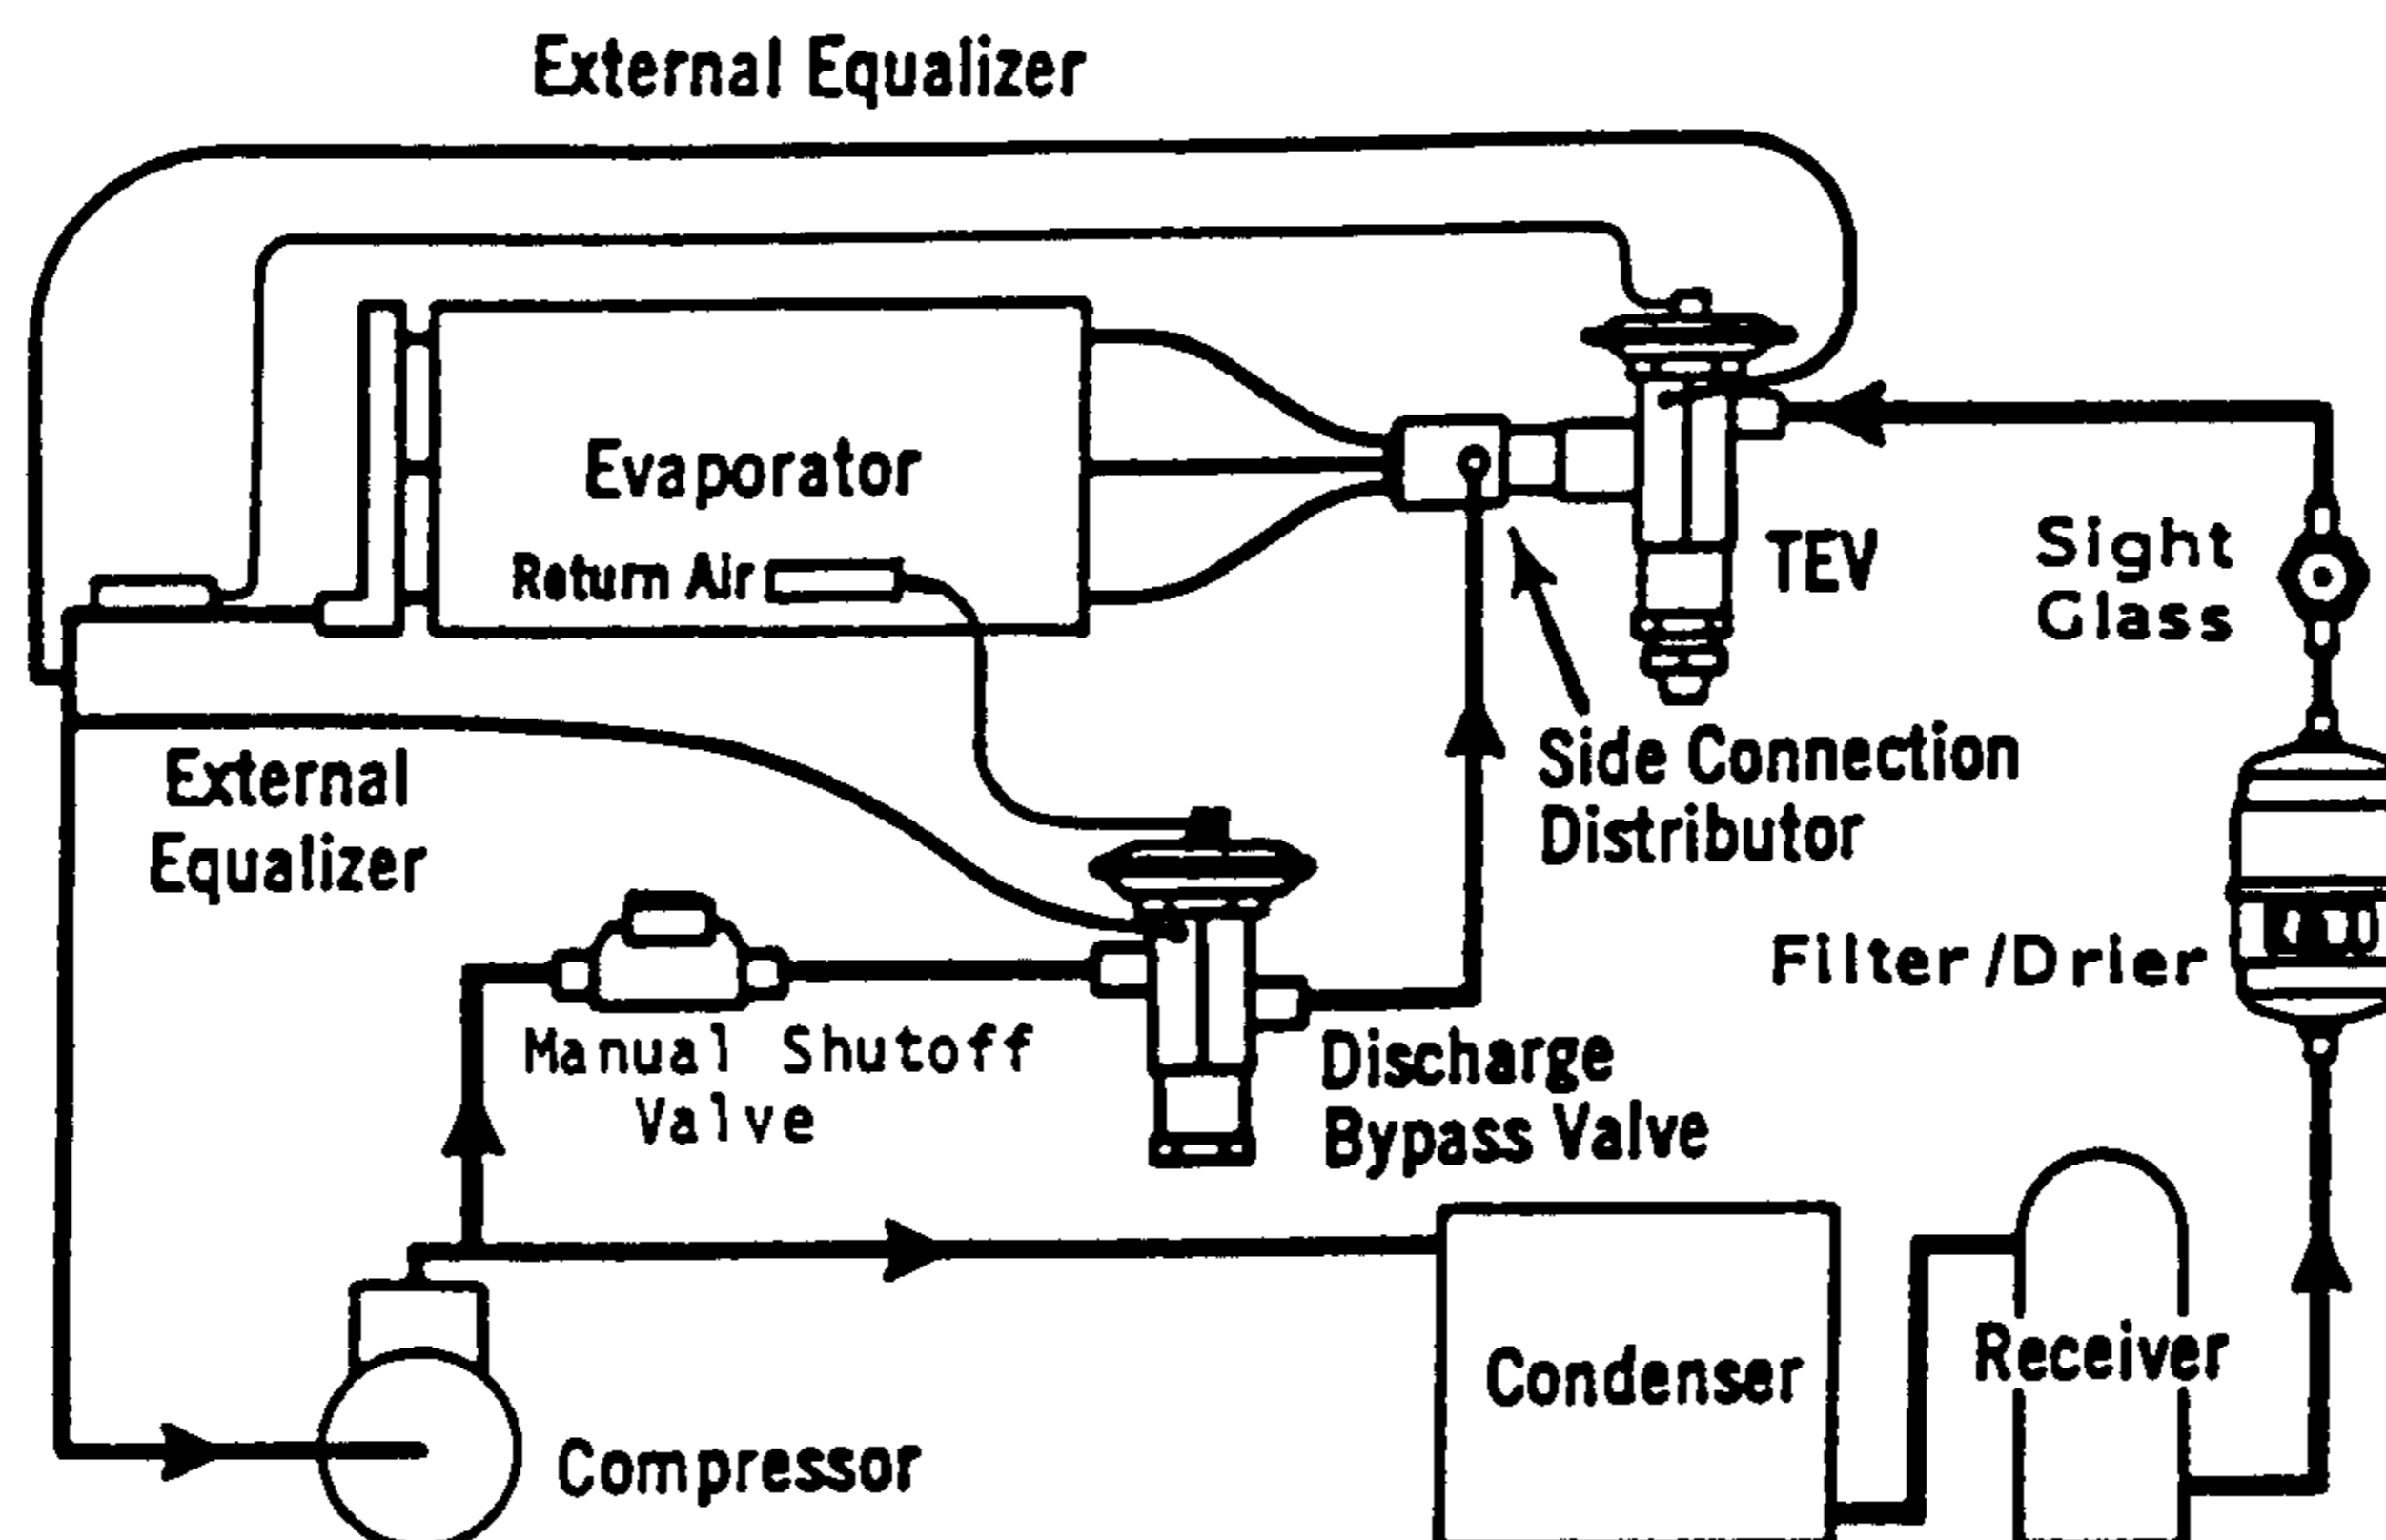 External Equalizer
Evaporator
Return Air
TEV
Sight
Glass
Side Connection
Distributor
External
Equalizer
Filter/Drier
Manual Shutoff
Valve
Discharge
Bypass Valve
Condenser
Receiver
Compressor